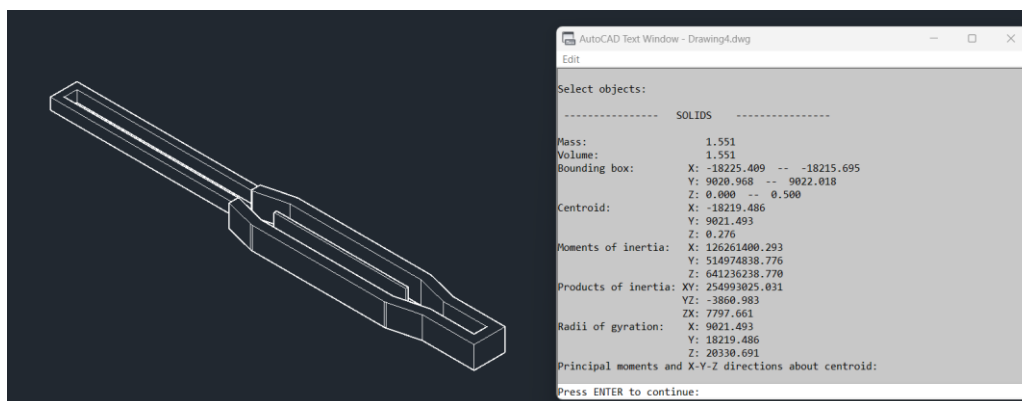 AutoCAD Text Window - Drawing4.dwg
Edit
Select objects:
---------------- SOLIDS ----------------
Mass: 1.551
Volume: 1.551
Bounding box: X: -18225.409 -- -18215.695
Y: 9020.968 -- 9022.018
Z: 0.000 -- 0.500
Centroid: X: -18219.486
Y: 9021.493
Z: 0.276
Moments of inertia: X: 126261400.293
Y: 514974838.776
Z: 641236238.770
Products of inertia: XY: 254993025.031
YZ: -3860.983
ZX: 7797.661
Radii of gyration: X: 9021.493
Y: 18219.486
Z: 20330.691
Principal moments and X-Y-Z directions about centroid:
Press ENTER to continue: